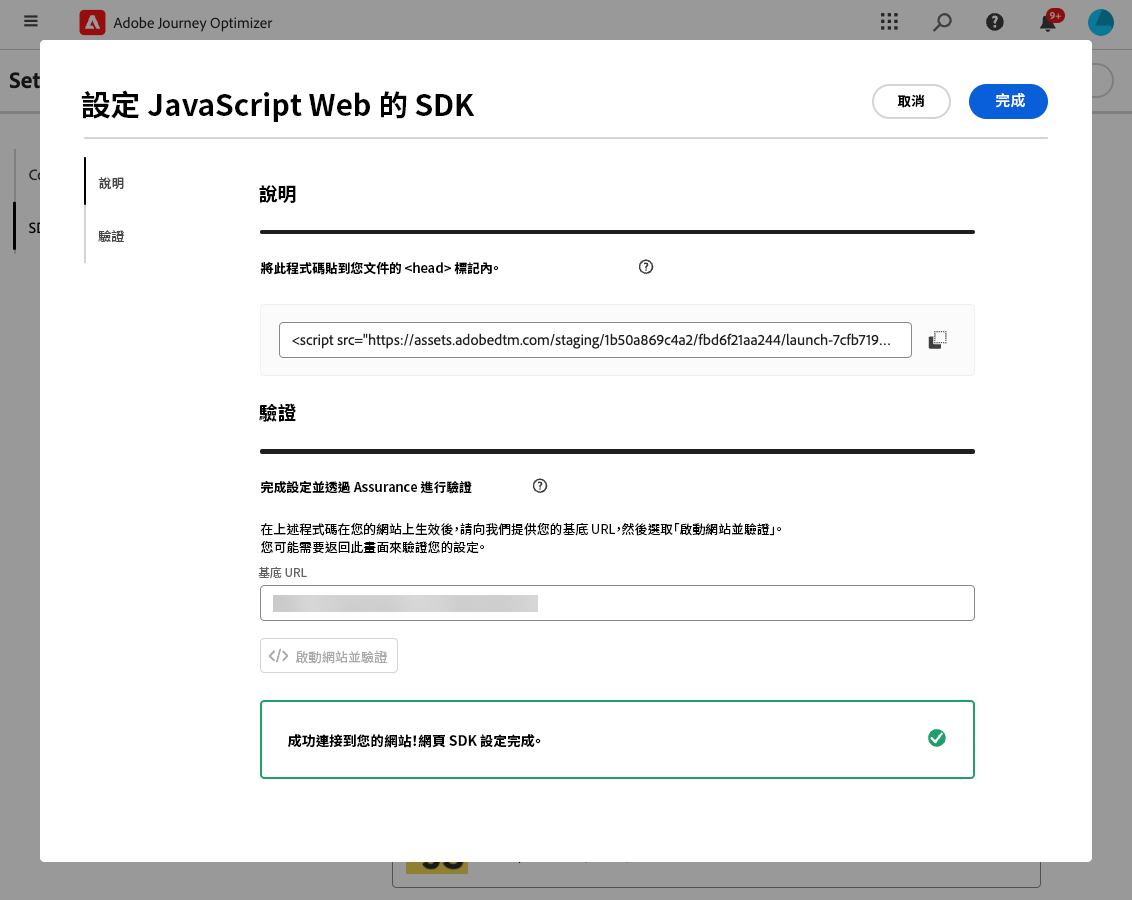 Adobe Journey Optimizer
9+
Set
設定 JavaScript Web 的 SDK
取消
完成
說明
驗證
說明
將此程式碼貼到您文件的 <head> 標記內。
<script src="https://assets.adobedtm.com/staging/1b50a869c4a2/fbd6f21aa244/launch-7cfb719...
驗證
完成設定並透過 Assurance 進行驗證
在上述程式碼在您的網站上生效後，請向我們提供您的基底 URL，然後選取「啟動網站並驗證」。
您可能需要返回此畫面來驗證您的設定。
基底 URL
啟動網站並驗證
成功連接到您的網站！網頁 SDK 設定完成。